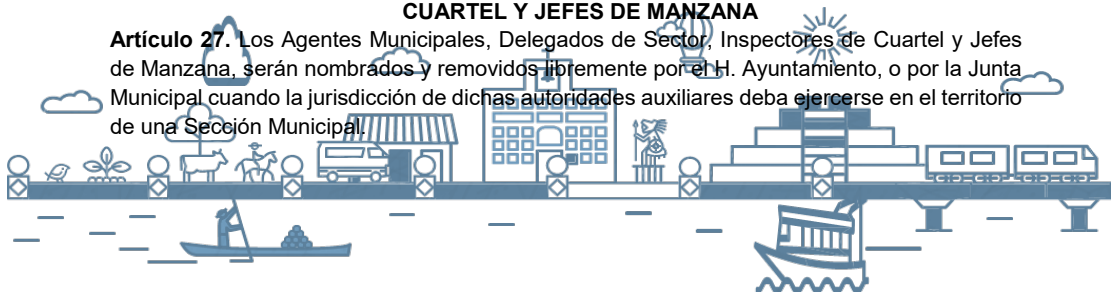 CUARTEL Y JEFES DE MANZANA
Artículo 27. Los Agentes Municipales, Delegados de Sector, Inspectores de Cuartel y Jefes
de Manzana, serán nombrados y removidos libremente por el H. Ayuntamiento, o por la Junta
Municipal cuando la jurisdicción de dichas autoridades auxiliares deba ejercerse en el territorio
de una Sección Municipal.